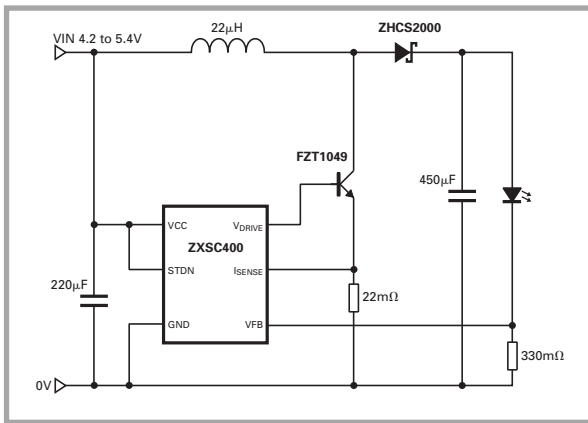 VIN 4.2 to 5.4V
22µH
ZHCS2000
FZT1049
450µF
VCC
VDRIVE
ZXSC400
STDN
ISENSE
220µF
22mΩ
GND
VFB
330mΩ
0V